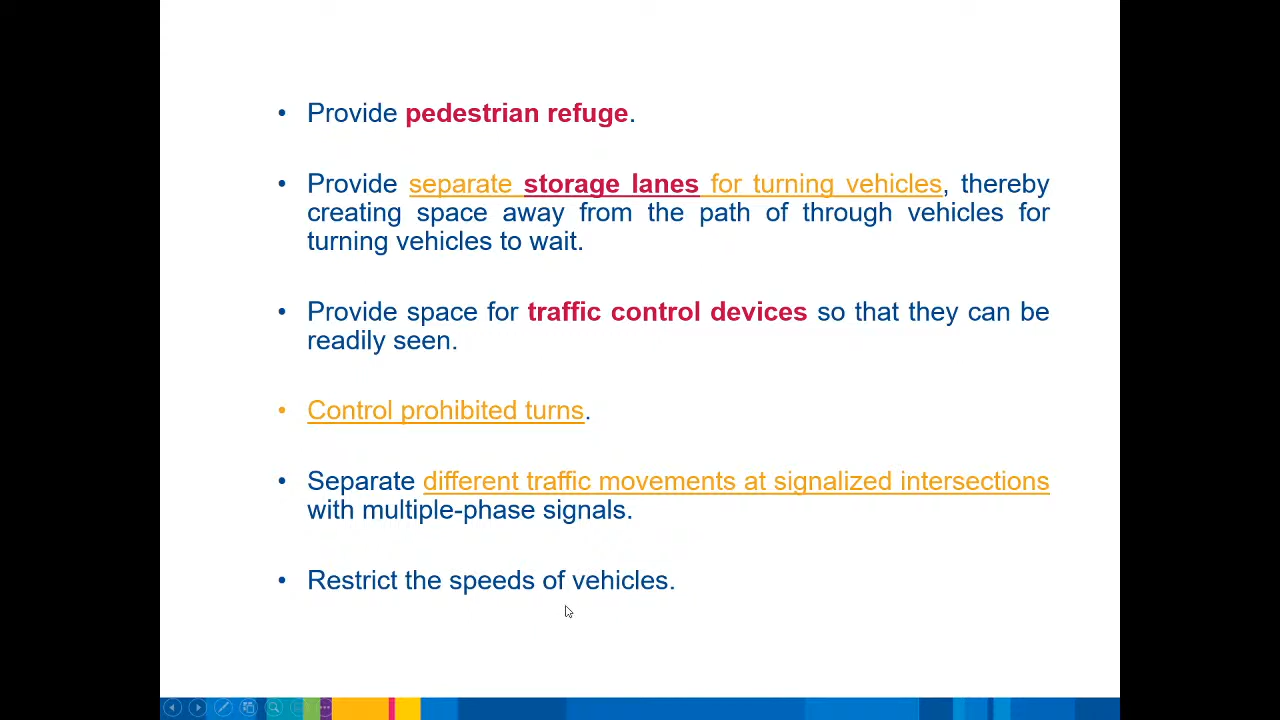 • Provide pedestrian refuge.
• Provide separate storage lanes for turning vehicles, thereby
creating space away from the path of through vehicles for
turning vehicles to wait.
• Provide space for traffic control devices so that they can be
readily seen.
• Control prohibited turns.
• Separate different traffic movements at signalized intersections
with multiple-phase signals.
• Restrict the speeds of vehicles.